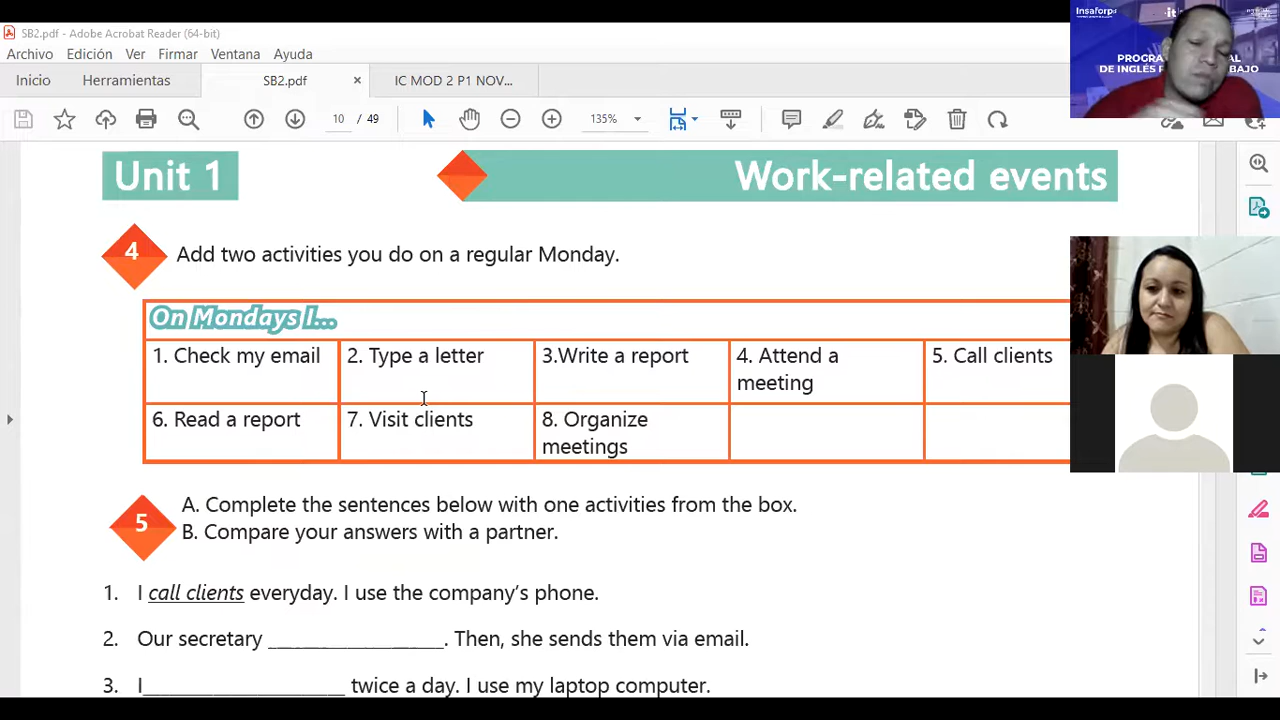 SB2.pdf - Adobe Acrobat Reader (64-bit)
Archivo Edición Ver Firmar Ventana Ayuda
Inicio Herramientas SB2.pdf × IC MOD 2 P1 NOV...
10 / 49 135%
Insaforp
Unit 1 Work-related events
4 Add two activities you do on a regular Monday.
On Mondays I...
1. Check my email 2. Type a letter 3.Write a report 4. Attend a meeting 5. Call clients
6. Read a report 7. Visit clients 8. Organize meetings
5 A. Complete the sentences below with one activities from the box.
B. Compare your answers with a partner.
1. I call clients everyday. I use the company's phone.
2. Our secretary ____________________. Then, she sends them via email.
3. I_______________________ twice a day. I use my laptop computer.